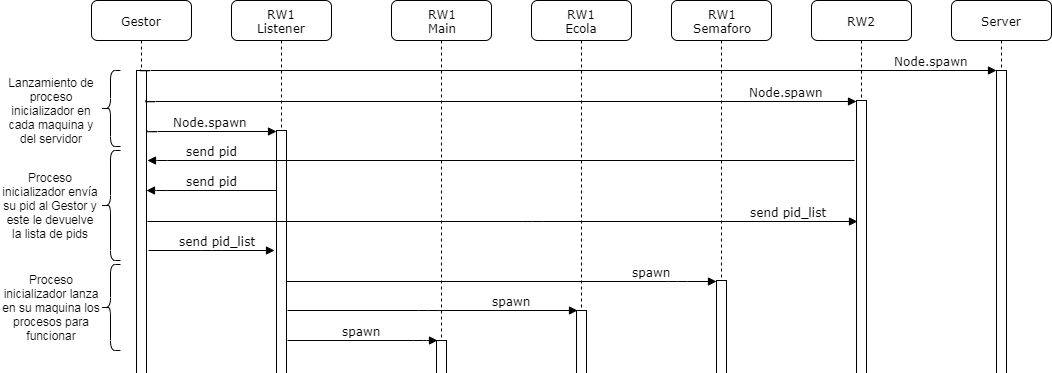 Gestor
RW1
Listener
RW1
Main
RW1
Ecola
RW1
Semaforo
RW2
Server
Lanzamiento de
proceso
inicializador en
cada maquina y
del servidor
Node.spawn
Node.spawn
Node.spawn
Proceso
inicializador envía
su pid al Gestor y
este le devuelve
la lista de pids
send pid
send pid
send pid_list
send pid_list
Proceso
inicializador lanza
en su maquina los
procesos para
funcionar
spawn
spawn
spawn